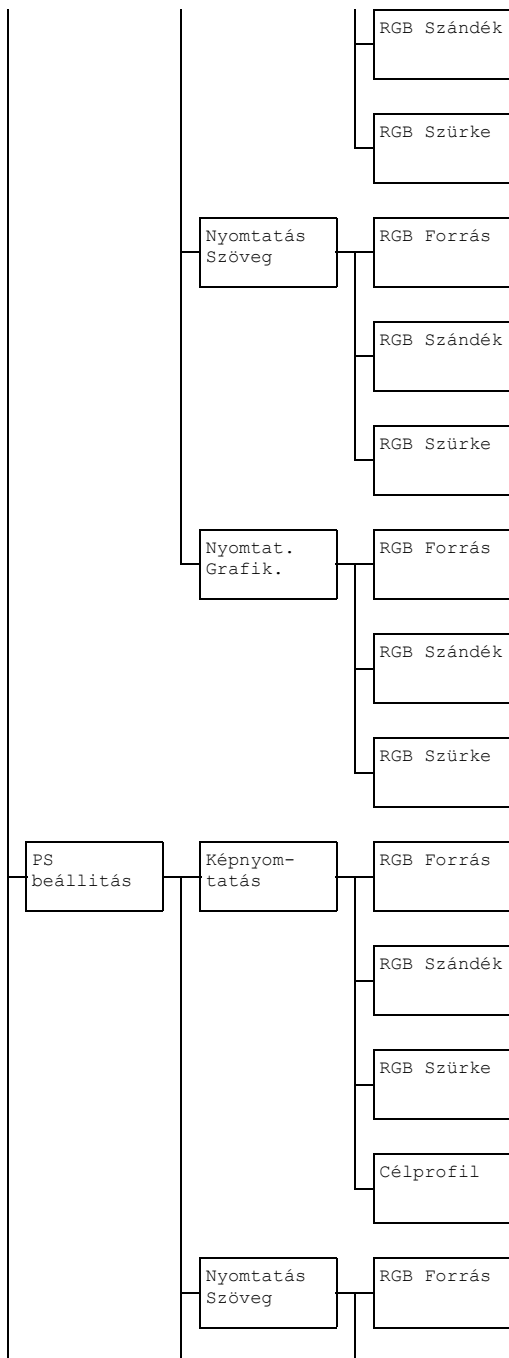 RGB Szándék
RGB Szürke
Nyomtatás
Szöveg
RGB Forrás
RGB Szándék
RGB Szürke
Nyomtat.
Grafik.
RGB Forrás
RGB Szándék
RGB Szürke
PS
beállitás
Képnyom-
tatás
RGB Forrás
RGB Szándék
RGB Szürke
Célprofil
Nyomtatás
Szöveg
RGB Forrás